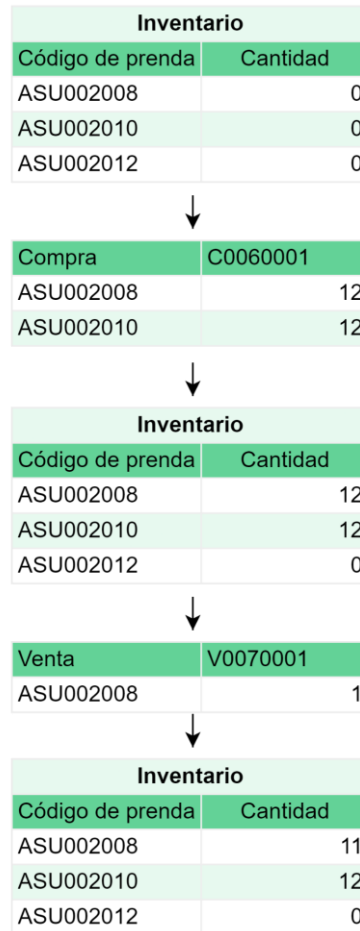 Inventario
Código de prenda Cantidad
ASU002008 0
ASU002010 0
ASU002012 0
Compra C0060001
ASU002008 12
ASU002010 12
Inventario
Código de prenda Cantidad
ASU002008 12
ASU002010 12
ASU002012 0
Venta V0070001
ASU002008 1
Inventario
Código de prenda Cantidad
ASU002008 11
ASU002010 12
ASU002012 0